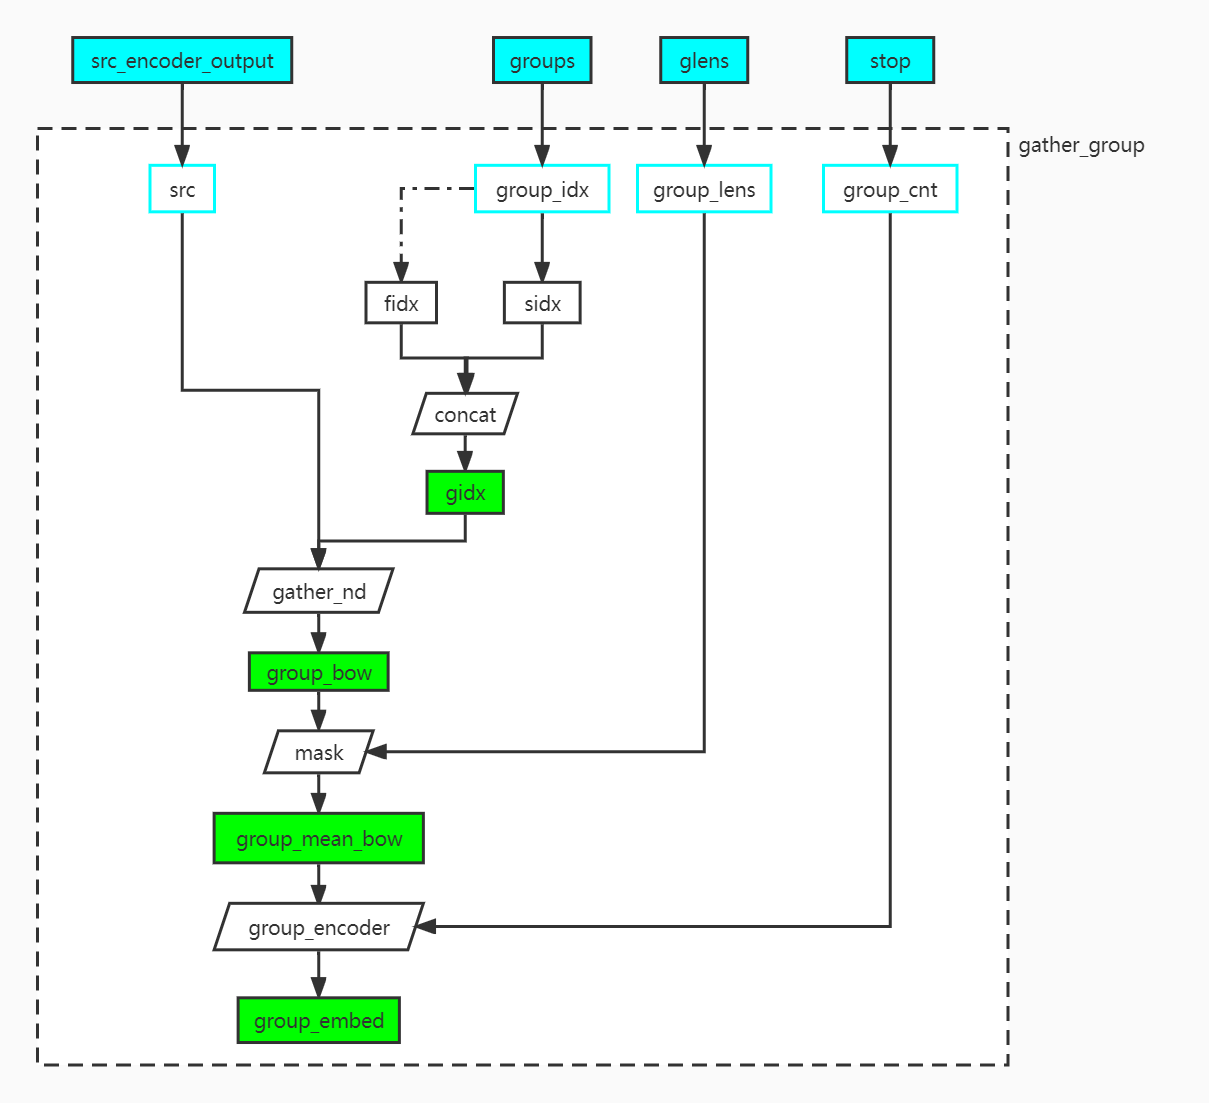 src_encoder_output
groups
glens
stop
gather_group
src
group_idx
group_lens
group_cnt
fidx
sidx
concat
gidx
gather_nd
group_bow
mask
group_mean_bow
group_encoder
group_embed